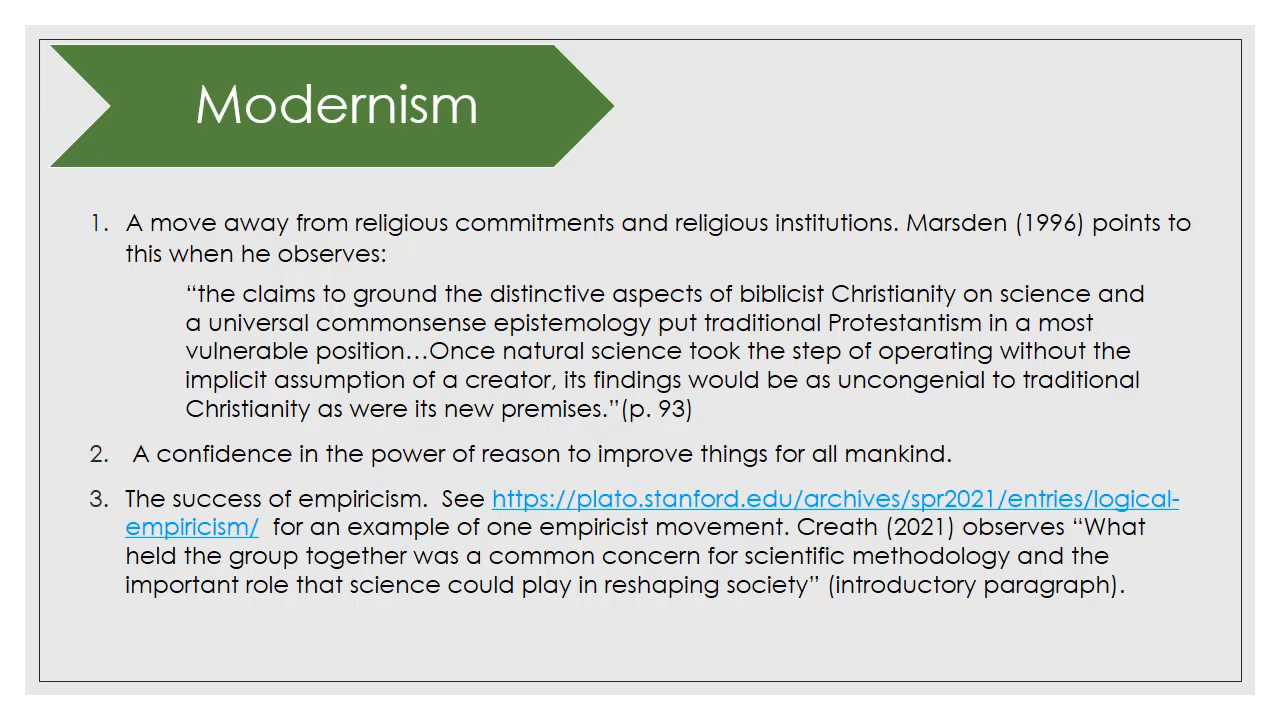 Modernism
1. A move away from religious commitments and religious institutions. Marsden (1996) points to
this when he observes:
“the claims to ground the distinctive aspects of biblicist Christianity on science and
a universal commonsense epistemology put traditional Protestantism in a most
vulnerable position…Once natural science took the step of operating without the
implicit assumption of a creator, its findings would be as uncongenial to traditional
Christianity as were its new premises.”(p. 93)
2. A confidence in the power of reason to improve things for all mankind.
3. The success of empiricism. See https://plato.stanford.edu/archives/spr2021/entries/logical-
empiricism/ for an example of one empiricist movement. Creath (2021) observes “What
held the group together was a common concern for scientific methodology and the
important role that science could play in reshaping society” (introductory paragraph).